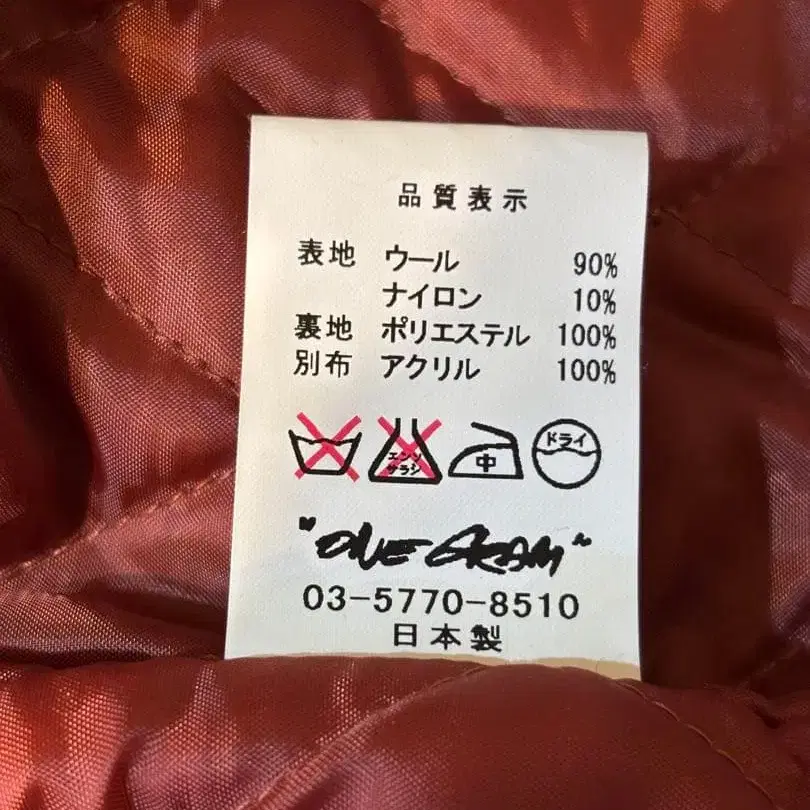 品質表示
表地 ウール 90%
ナイロン 10%
裏地 ポリエステル 100%
別布 アクリル 100%
エンソサラシ 中 ドライ
"ONE GRAM"
03-5770-8510
日本製